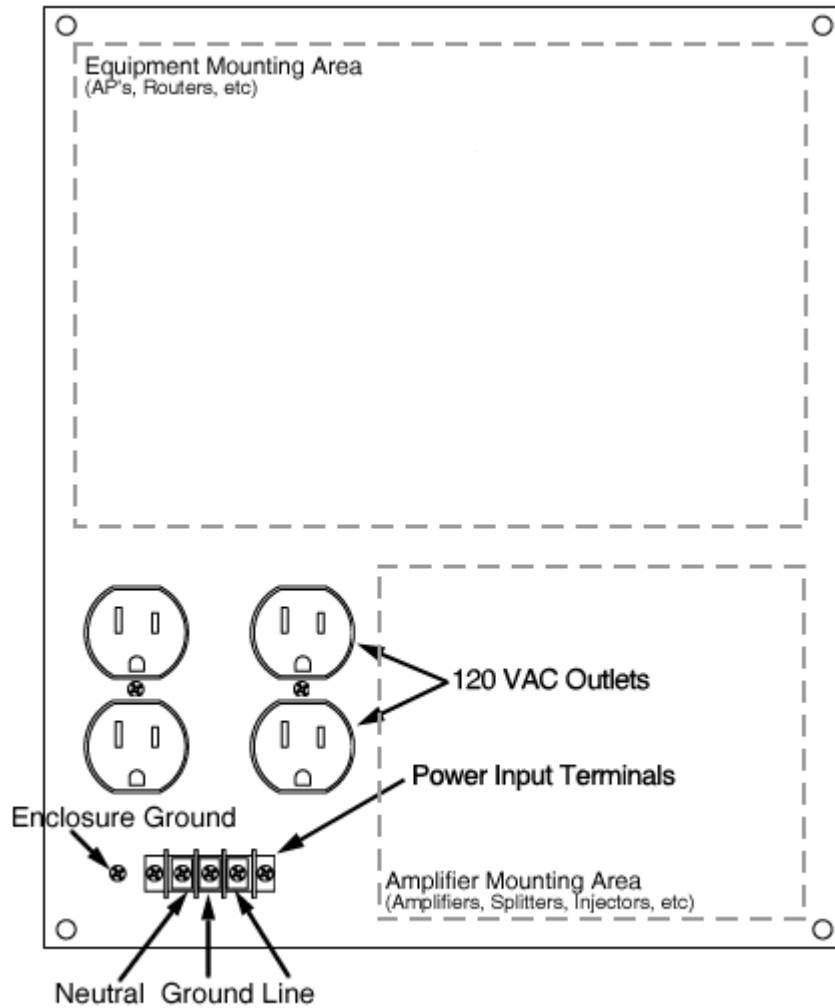 Equipment Mounting Area
(AP's, Routers, etc)
120 VAC Outlets
Power Input Terminals
Enclosure Ground
Amplifier Mounting Area
(Amplifiers, Splitters, Injectors, etc)
Neutral Ground Line